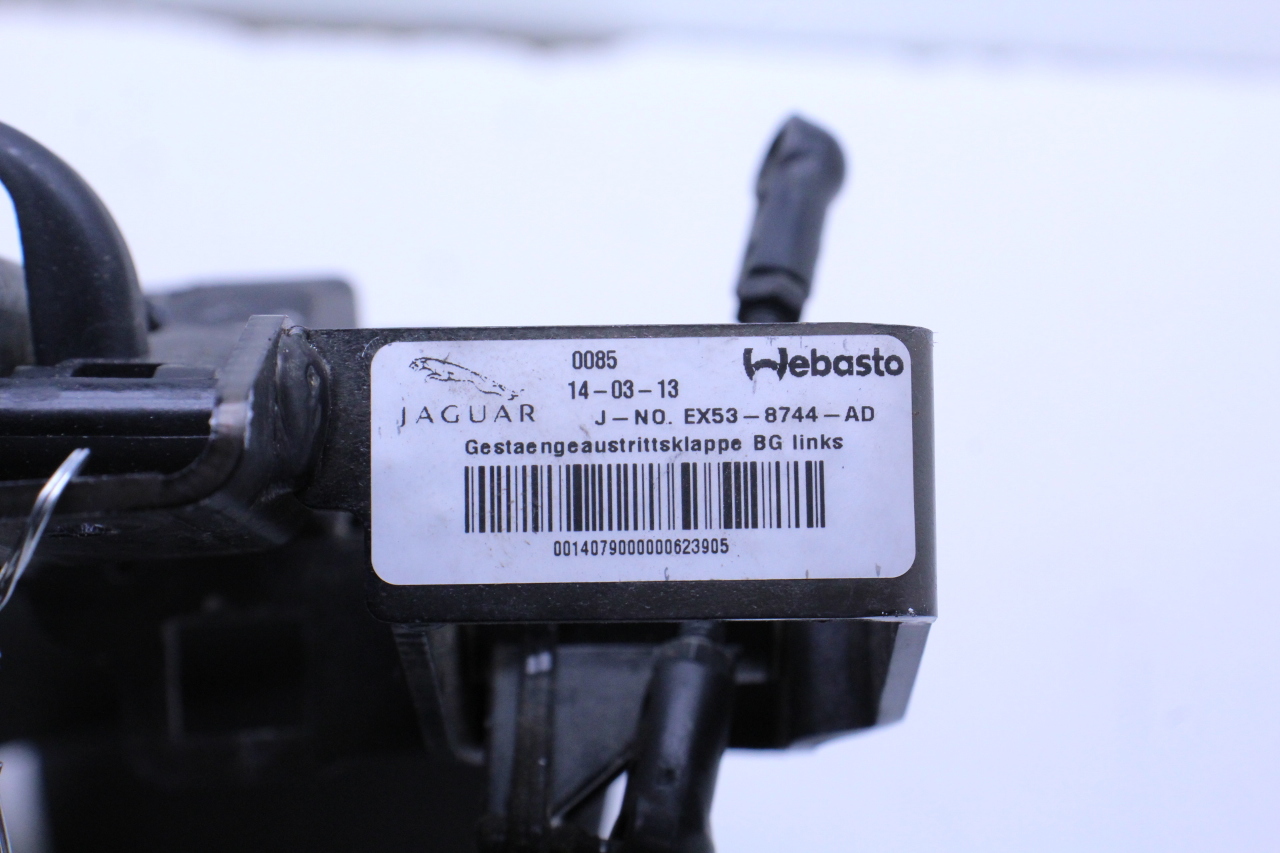 0085
Webasto
14-03-13
JAGUAR
J-NO. EX53-8744-AD
Gestaengeaustrittsklappe BG links
0014079000000623905